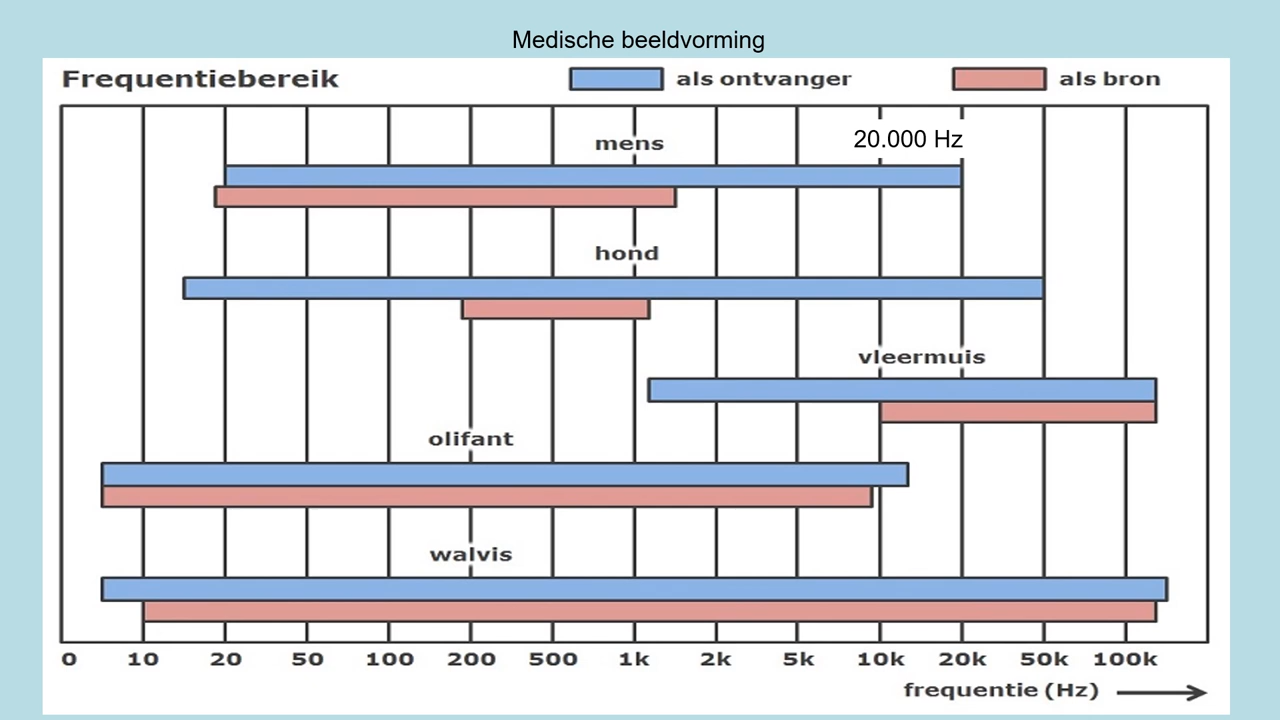 Medische beeldvorming
Frequentiebereik als ontvanger als bron
mens 20.000 Hz
hond
vleermuis
olifant
walvis
0 10 20 50 100 200 500 1k 2k 5k 10k 20k 50k 100k
frequentie (Hz)